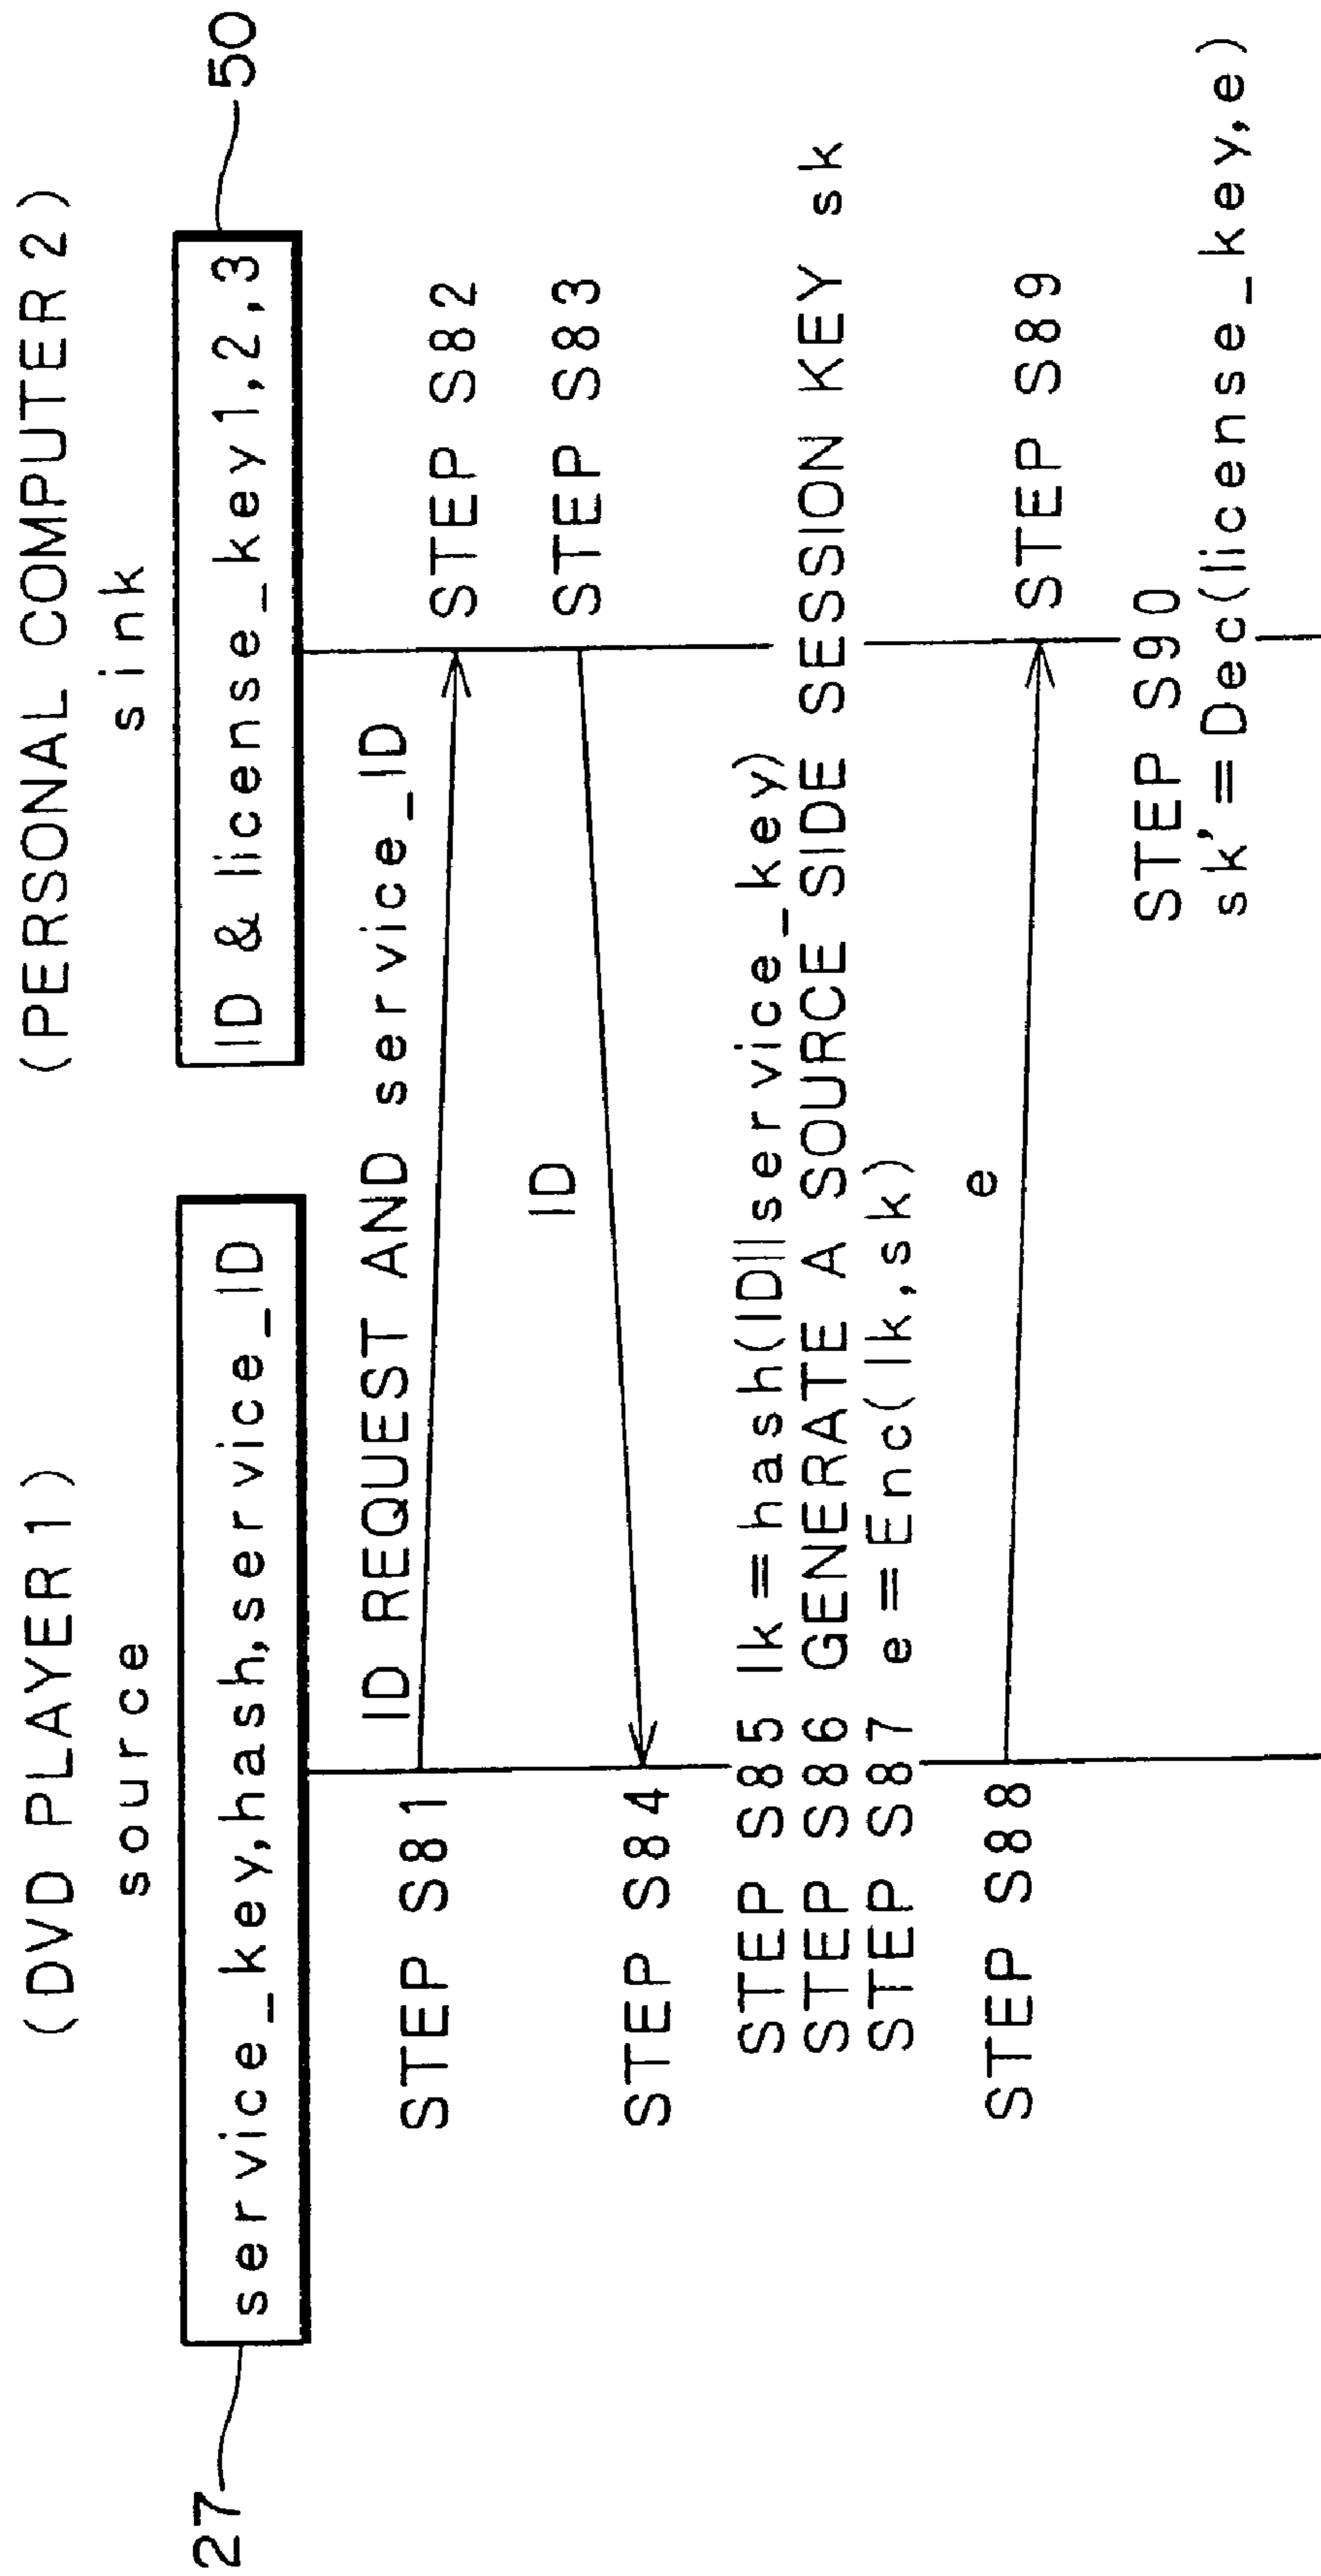 (DVD PLAYER 1)
(PERSONAL COMPUTER 2)
source
sink
27
service_key,hash,service_ID
ID & license_key1,2,3
50
ID REQUEST AND service_ID
STEP S81
STEP S82
ID
STEP S83
STEP S84
STEP S85 lk=hash(ID||service_key)
STEP S86 GENERATE A SOURCE SIDE SESSION KEY sk
STEP S87 e=Enc(lk,sk)
e
STEP S88
STEP S89
STEP S90
sk'=Dec(license_key,e)